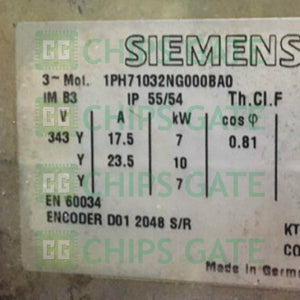 SIEMENS
3~ Mot. 1PH71032NG000BA0
IM B3 IP 55/54 Th.Cl.F
V A kW cos φ
343 Y 17.5 7 0.81
Y 23.5 10
Y 7
EN 60034
ENCODER D01 2048 S/R
KT
CO
Made in Germ
CHIPS GATE